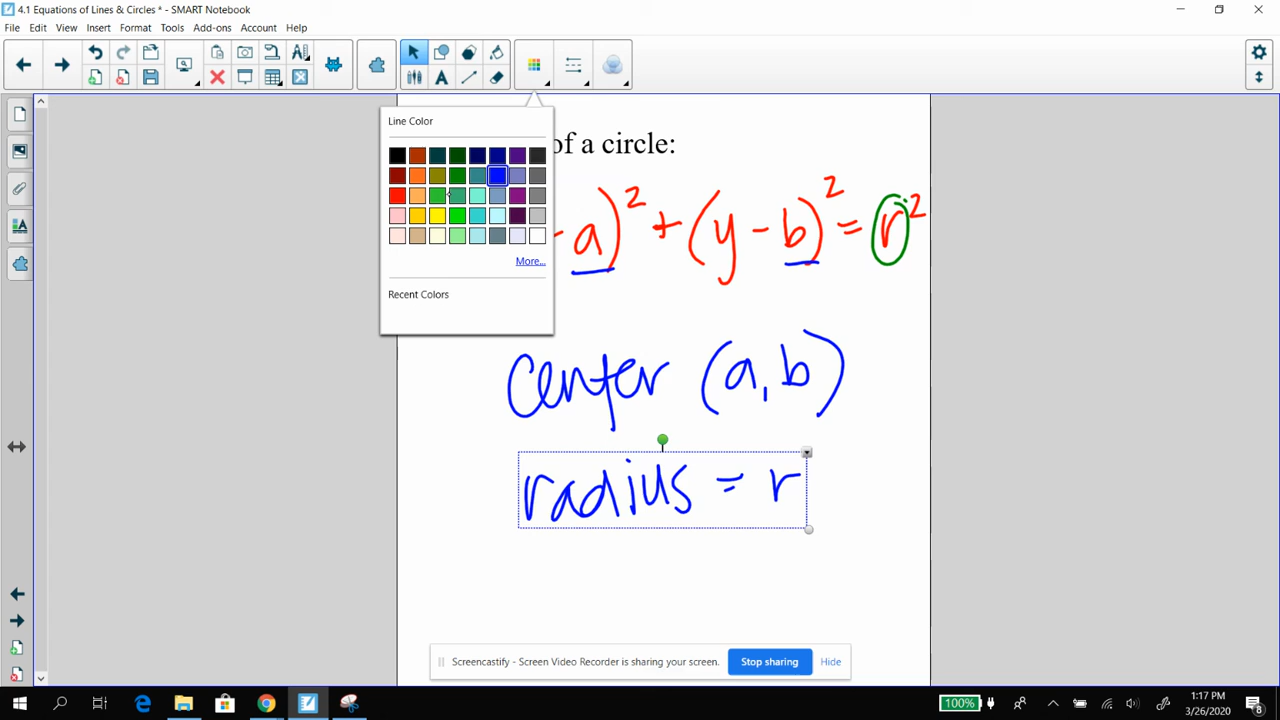 4.1 Equations of Lines & Circles * - SMART Notebook
File Edit View Insert Format Tools Add-ons Account Help
Line Color
More...
Recent Colors
of a circle:
- a)² + (y - b)² = r²
Center (a, b)
radius = r
Screencastify - Screen Video Recorder is sharing your screen. Stop sharing Hide
100%
1:17 PM
3/26/2020
8